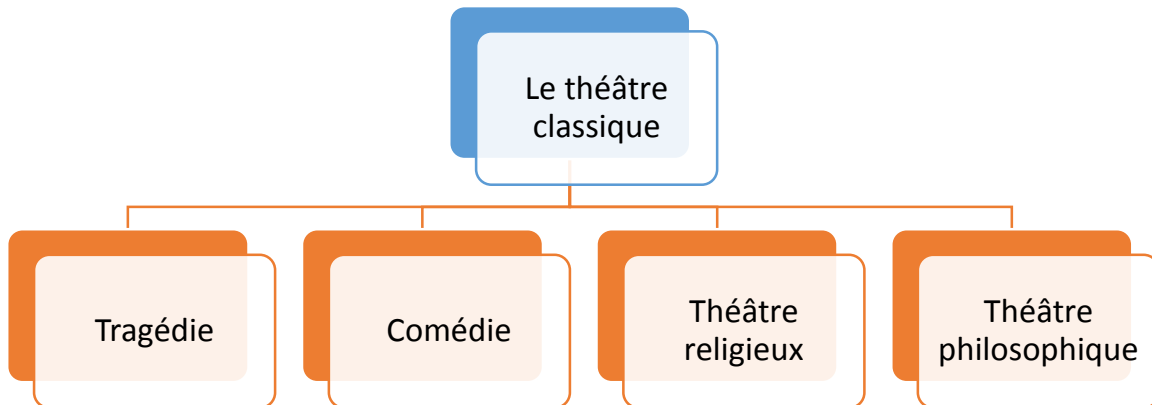 Le théâtre
classique
Tragédie
Comédie
Théâtre
religieux
Théâtre
philosophique